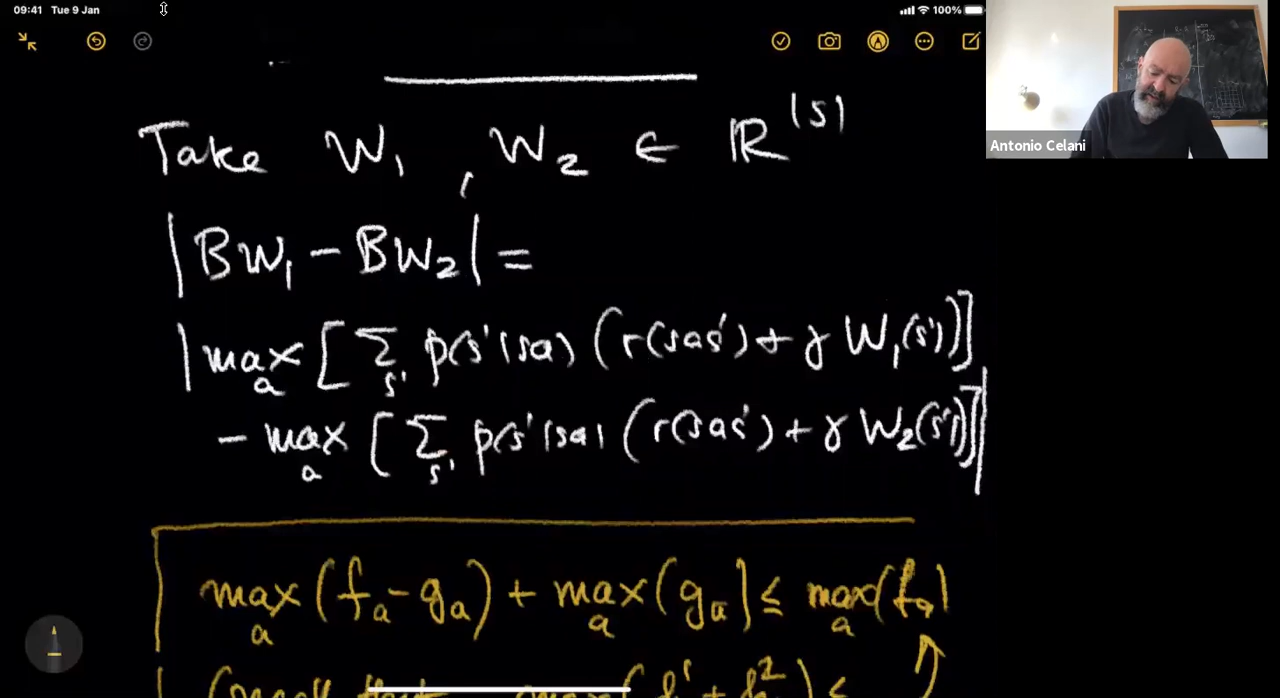 09:41 Tue 9 Jan
100%
Antonio Celani
Take W₁, W₂ ∈ ℝ^|S|
|BW₁ - BW₂| =
|max_a [ Σ_s' p(s'|sa) (r(sas') + γ W₁(s'))]
- max_a [ Σ_s' p(s'|sa) (r(sas') + γ W₂(s'))]|
max_a (f_a - g_a) + max_a (g_a) ≤ max_a (f_a)